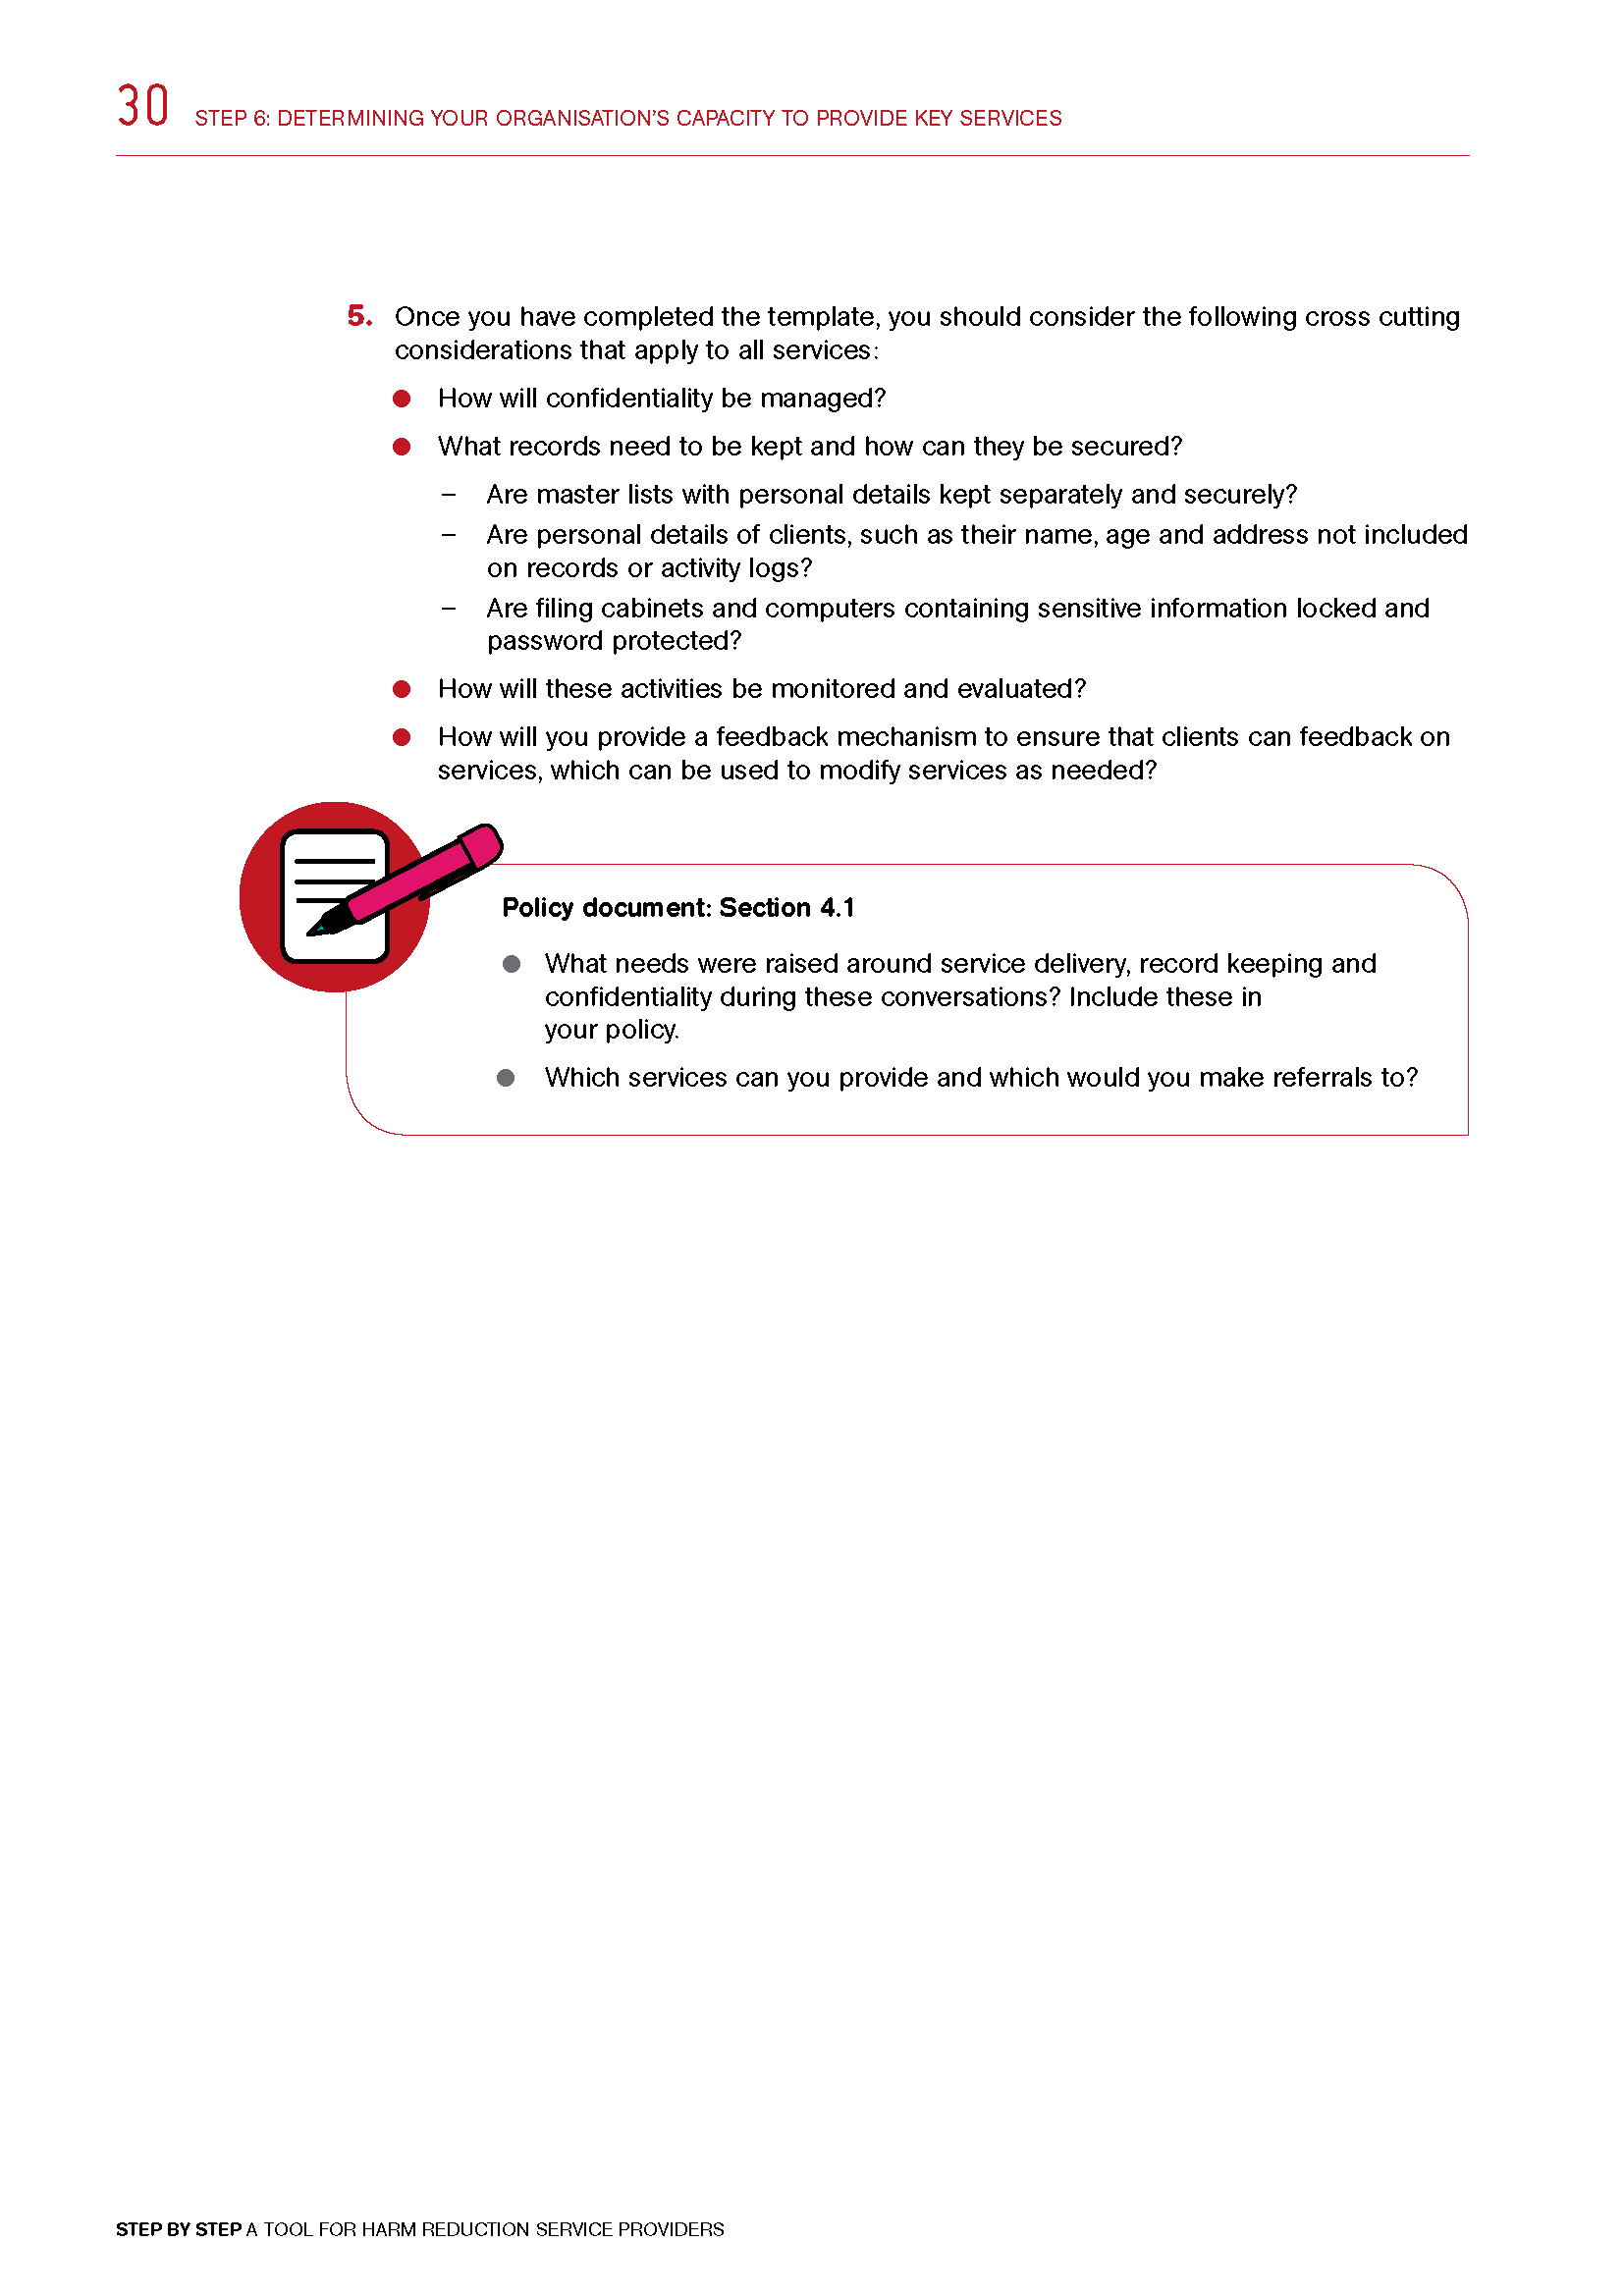 30 STEP 6: DETERMINING YOUR ORGANISATION'S CAPACITY TO PROVIDE KEY SERVICES
5. Once you have completed the template, you should consider the following cross cutting
considerations that apply to all services:
● How will confidentiality be managed?
● What records need to be kept and how can they be secured?
– Are master lists with personal details kept separately and securely?
– Are personal details of clients, such as their name, age and address not included
on records or activity logs?
– Are filing cabinets and computers containing sensitive information locked and
password protected?
● How will these activities be monitored and evaluated?
● How will you provide a feedback mechanism to ensure that clients can feedback on
services, which can be used to modify services as needed?
Policy document: Section 4.1
● What needs were raised around service delivery, record keeping and
confidentiality during these conversations? Include these in
your policy.
● Which services can you provide and which would you make referrals to?
STEP BY STEP A TOOL FOR HARM REDUCTION SERVICE PROVIDERS